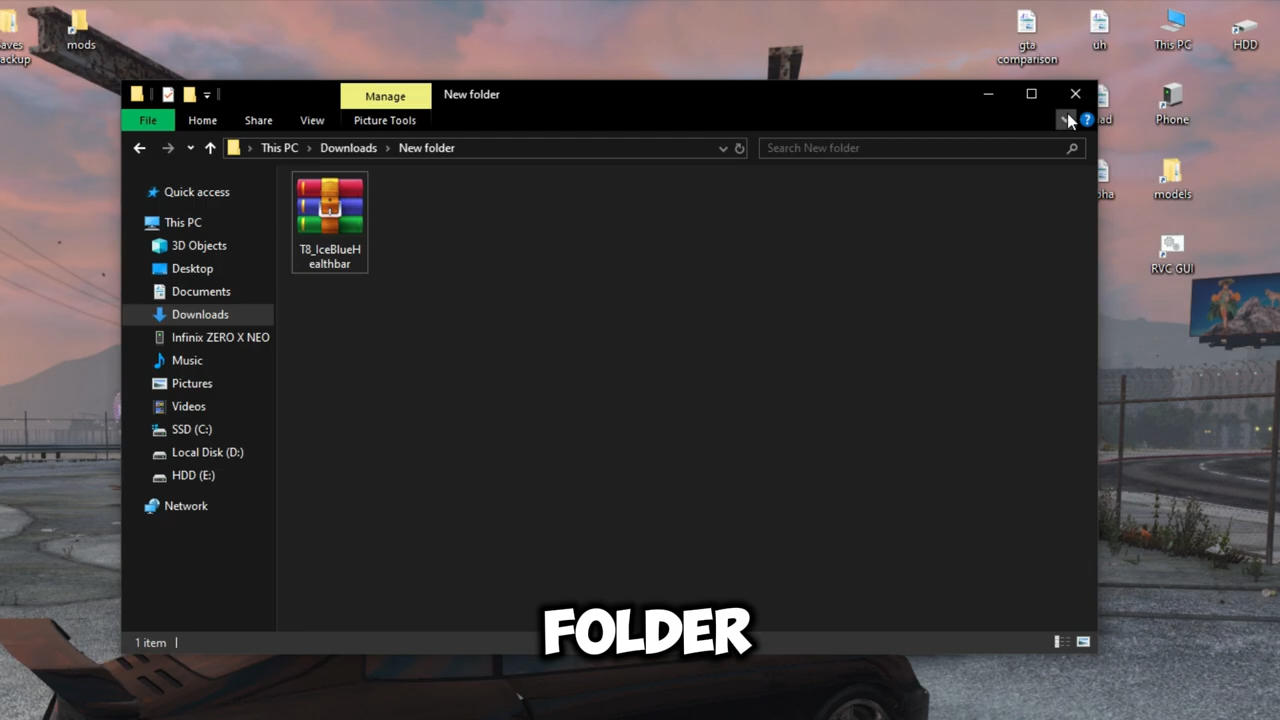 aves
ackup
mods
gta
comparison
uh
This PC
HDD
Manage
New folder
File
Home
Share
View
Picture Tools
?
ad
Phone
This PC
Downloads
New folder
Search New folder
Quick access
This PC
3D Objects
Desktop
Documents
Downloads
Infinix ZERO X NEO
Music
Pictures
Videos
SSD (C:)
Local Disk (D:)
HDD (E:)
Network
T8_IceBlueH
ealthbar
pha
models
RVC GUI
1 item
FOLDER